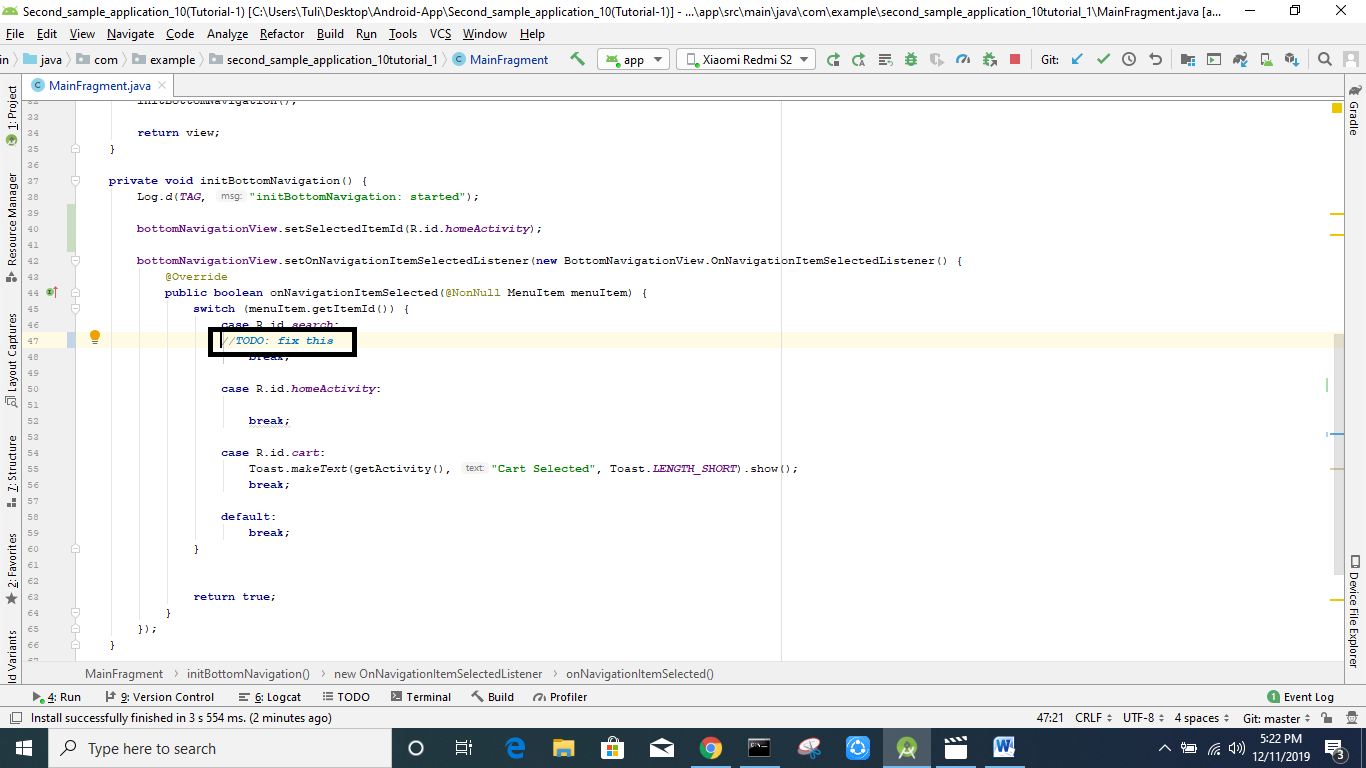 Second_sample_application_10(Tutorial-1) [C:\Users\Tuli\Desktop\Android-App\Second_sample_application_10(Tutorial-1)] - ...\app\src\main\java\com\example\second_sample_application_10tutorial_1\MainFragment.java [a...
File Edit View Navigate Code Analyze Refactor Build Run Tools VCS Window Help
in java com example second_sample_application_10tutorial_1 MainFragment app Xiaomi Redmi S2 Git:
MainFragment.java
1: Project
Resource Manager
Layout Captures
7: Structure
2: Favorites
ld Variants
32 initBottomNavigation();
33
34 return view;
35 }
36
37 private void initBottomNavigation() {
38 Log.d(TAG, msg: "initBottomNavigation: started");
39
40 bottomNavigationView.setSelectedItemId(R.id.homeActivity);
41
42 bottomNavigationView.setOnNavigationItemSelectedListener(new BottomNavigationView.OnNavigationItemSelectedListener() {
43 @Override
44 public boolean onNavigationItemSelected(@NonNull MenuItem menuItem) {
45 switch (menuItem.getItemId()) {
46 case R.id.search:
47 //TODO: fix this
48 break;
49
50 case R.id.homeActivity:
51
52 break;
53
54 case R.id.cart:
55 Toast.makeText(getActivity(), text: "Cart Selected", Toast.LENGTH_SHORT).show();
56 break;
57
58 default:
59 break;
60 }
61
62
63 return true;
64 }
65 });
66 }
Gradle
Device File Explorer
MainFragment initBottomNavigation() new OnNavigationItemSelectedListener onNavigationItemSelected()
4: Run 9: Version Control 6: Logcat TODO Terminal Build Profiler 1 Event Log
Install successfully finished in 3 s 554 ms. (2 minutes ago) 47:21 CRLF UTF-8 4 spaces Git: master
Type here to search
5:22 PM
12/11/2019
3